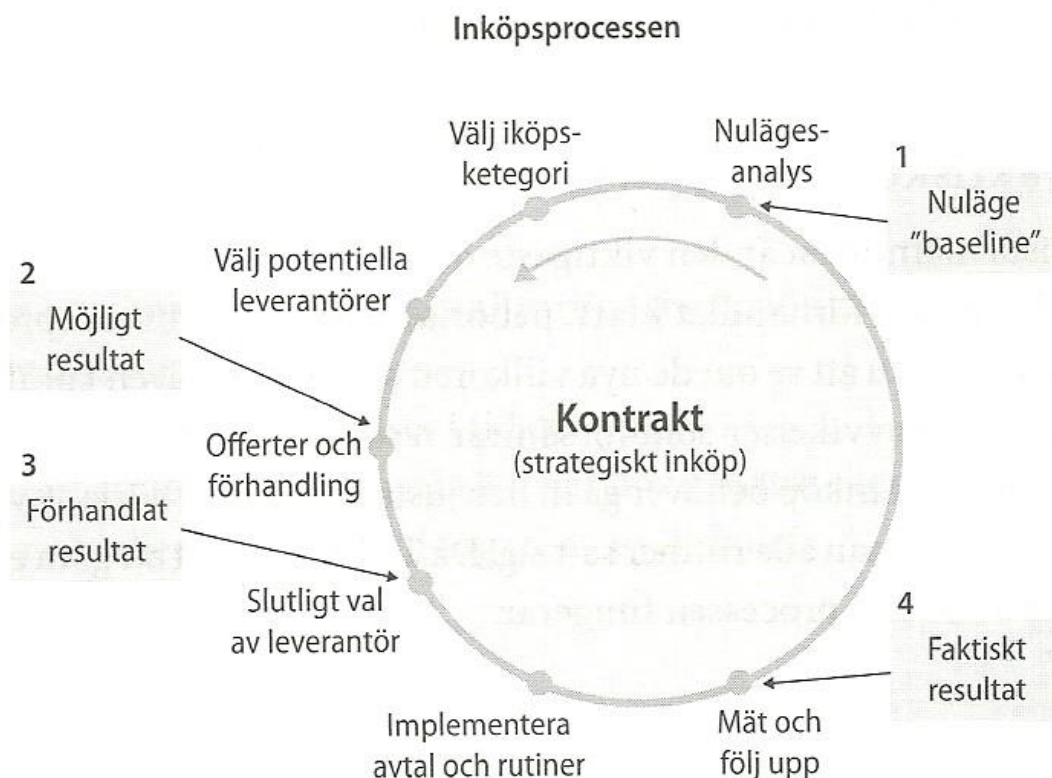 Inköpsprocessen
Välj iköps-
ketegori
Nuläges-
analys
1
Nuläge
"baseline"
Välj potentiella
leverantörer
2
Möjligt
resultat
Kontrakt
(strategiskt inköp)
Offerter och
förhandling
3
Förhandlat
resultat
Slutligt val
av leverantör
4
Faktiskt
resultat
Implementera
avtal och rutiner
Mät och
följ upp